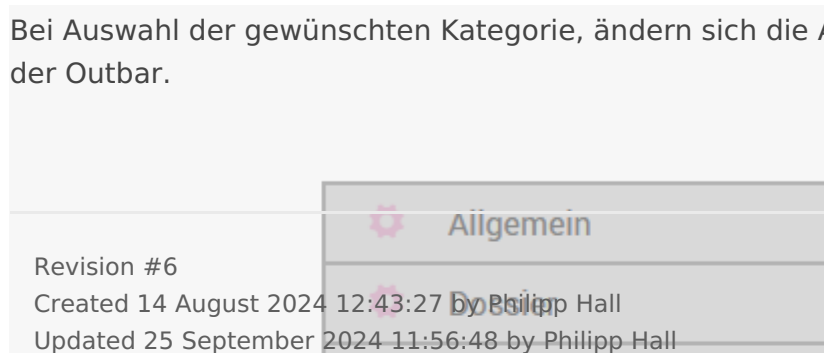 Bei Auswahl der gewünschten Kategorie, ändern sich die
der Outbar.
Allgemein
Revision #6
Dossier
Created 14 August 2024 12:43:27 by Philipp Hall
Updated 25 September 2024 11:56:48 by Philipp Hall